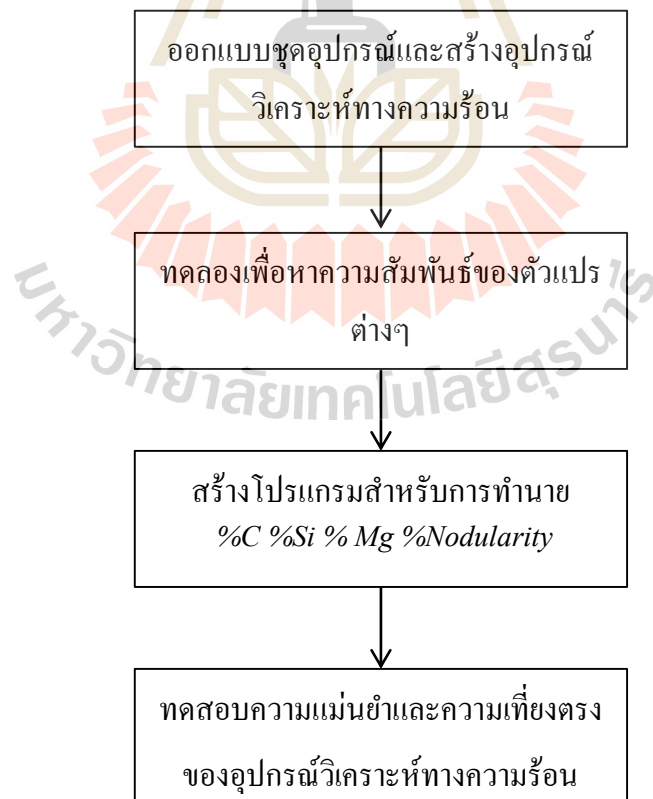 ออกแบบชุดอุปกรณ์และสร้างอุปกรณ์
วิเคราะห์ทางความร้อน
ทดลองเพื่อหาความสัมพันธ์ของตัวแปร
ต่างๆ
มหาวิทยาลัยเทคโนโลยีสุรนาร
สร้างโปรแกรมสำหรับการทำนาย
%C %Si % Mg %Nodularity
ทดสอบความแม่นยำและความเที่ยงตรง
ของอุปกรณ์วิเคราะห์ทางความร้อน